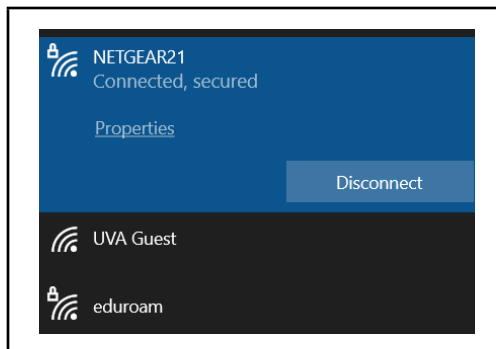 NETGEAR21
Connected, secured
Properties
Disconnect
UVA Guest
eduroam